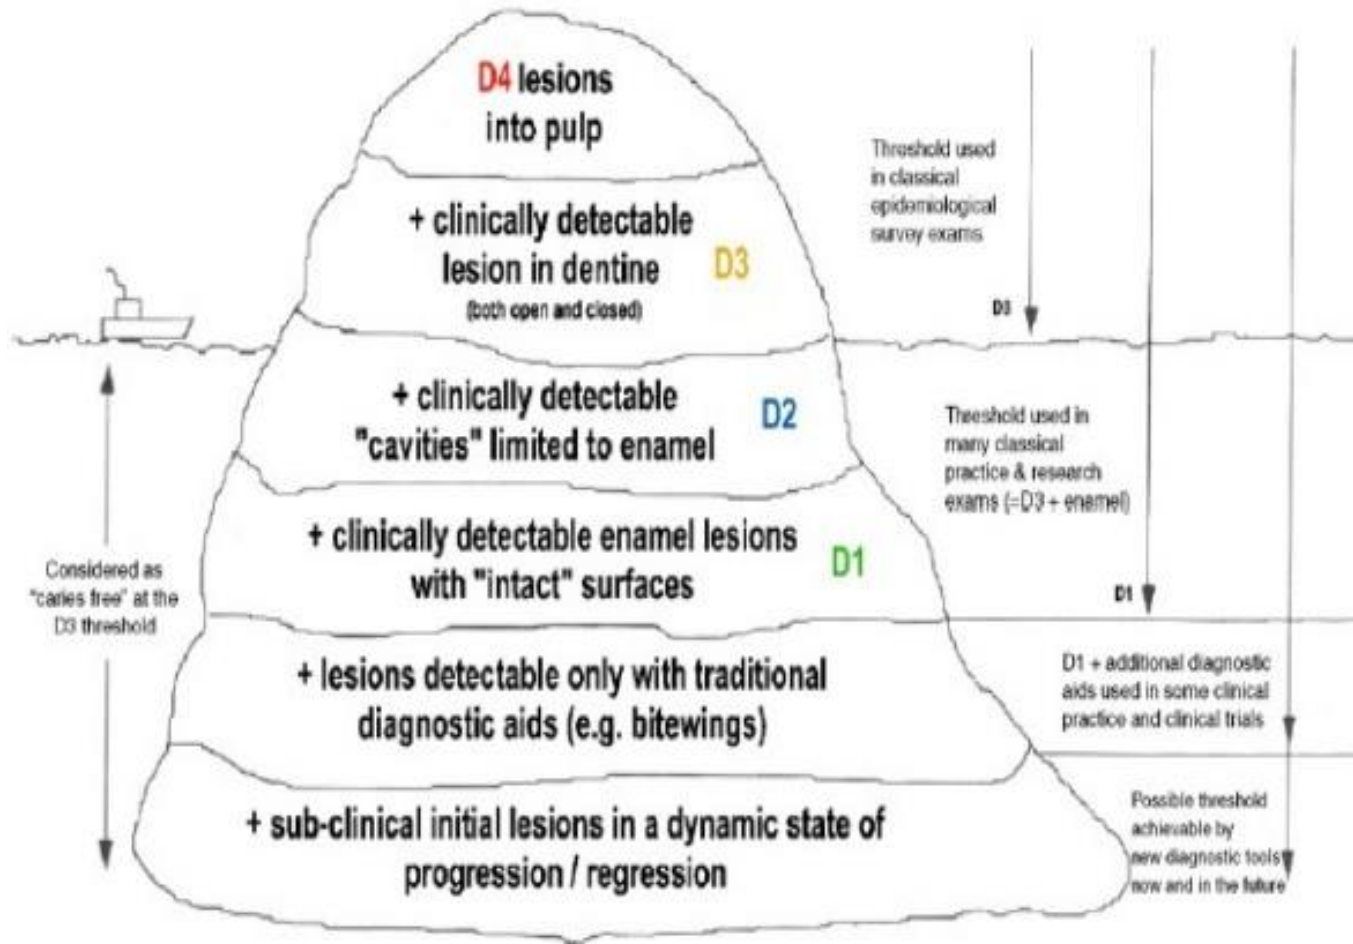 D4 lesions
into pulp
+ clinically detectable
lesion in dentine
(both open and closed)
D3
+ clinically detectable
"cavities" limited to enamel
D2
+ clinically detectable enamel lesions
with "intact" surfaces
D1
+ lesions detectable only with traditional
diagnostic aids (e.g. bitewings)
+ sub-clinical initial lesions in a dynamic state of
progression / regression
Considered as
"caries free" at the
D3 threshold
Threshold used
in classical
epidemiological
survey exams
D3
Threshold used in
many classical
practice & research
exams (=D3 + enamel)
D1
D1 + additional diagnostic
aids used in some clinical
practice and clinical trials
Possible threshold
achievable by
new diagnostic tools
now and in the future